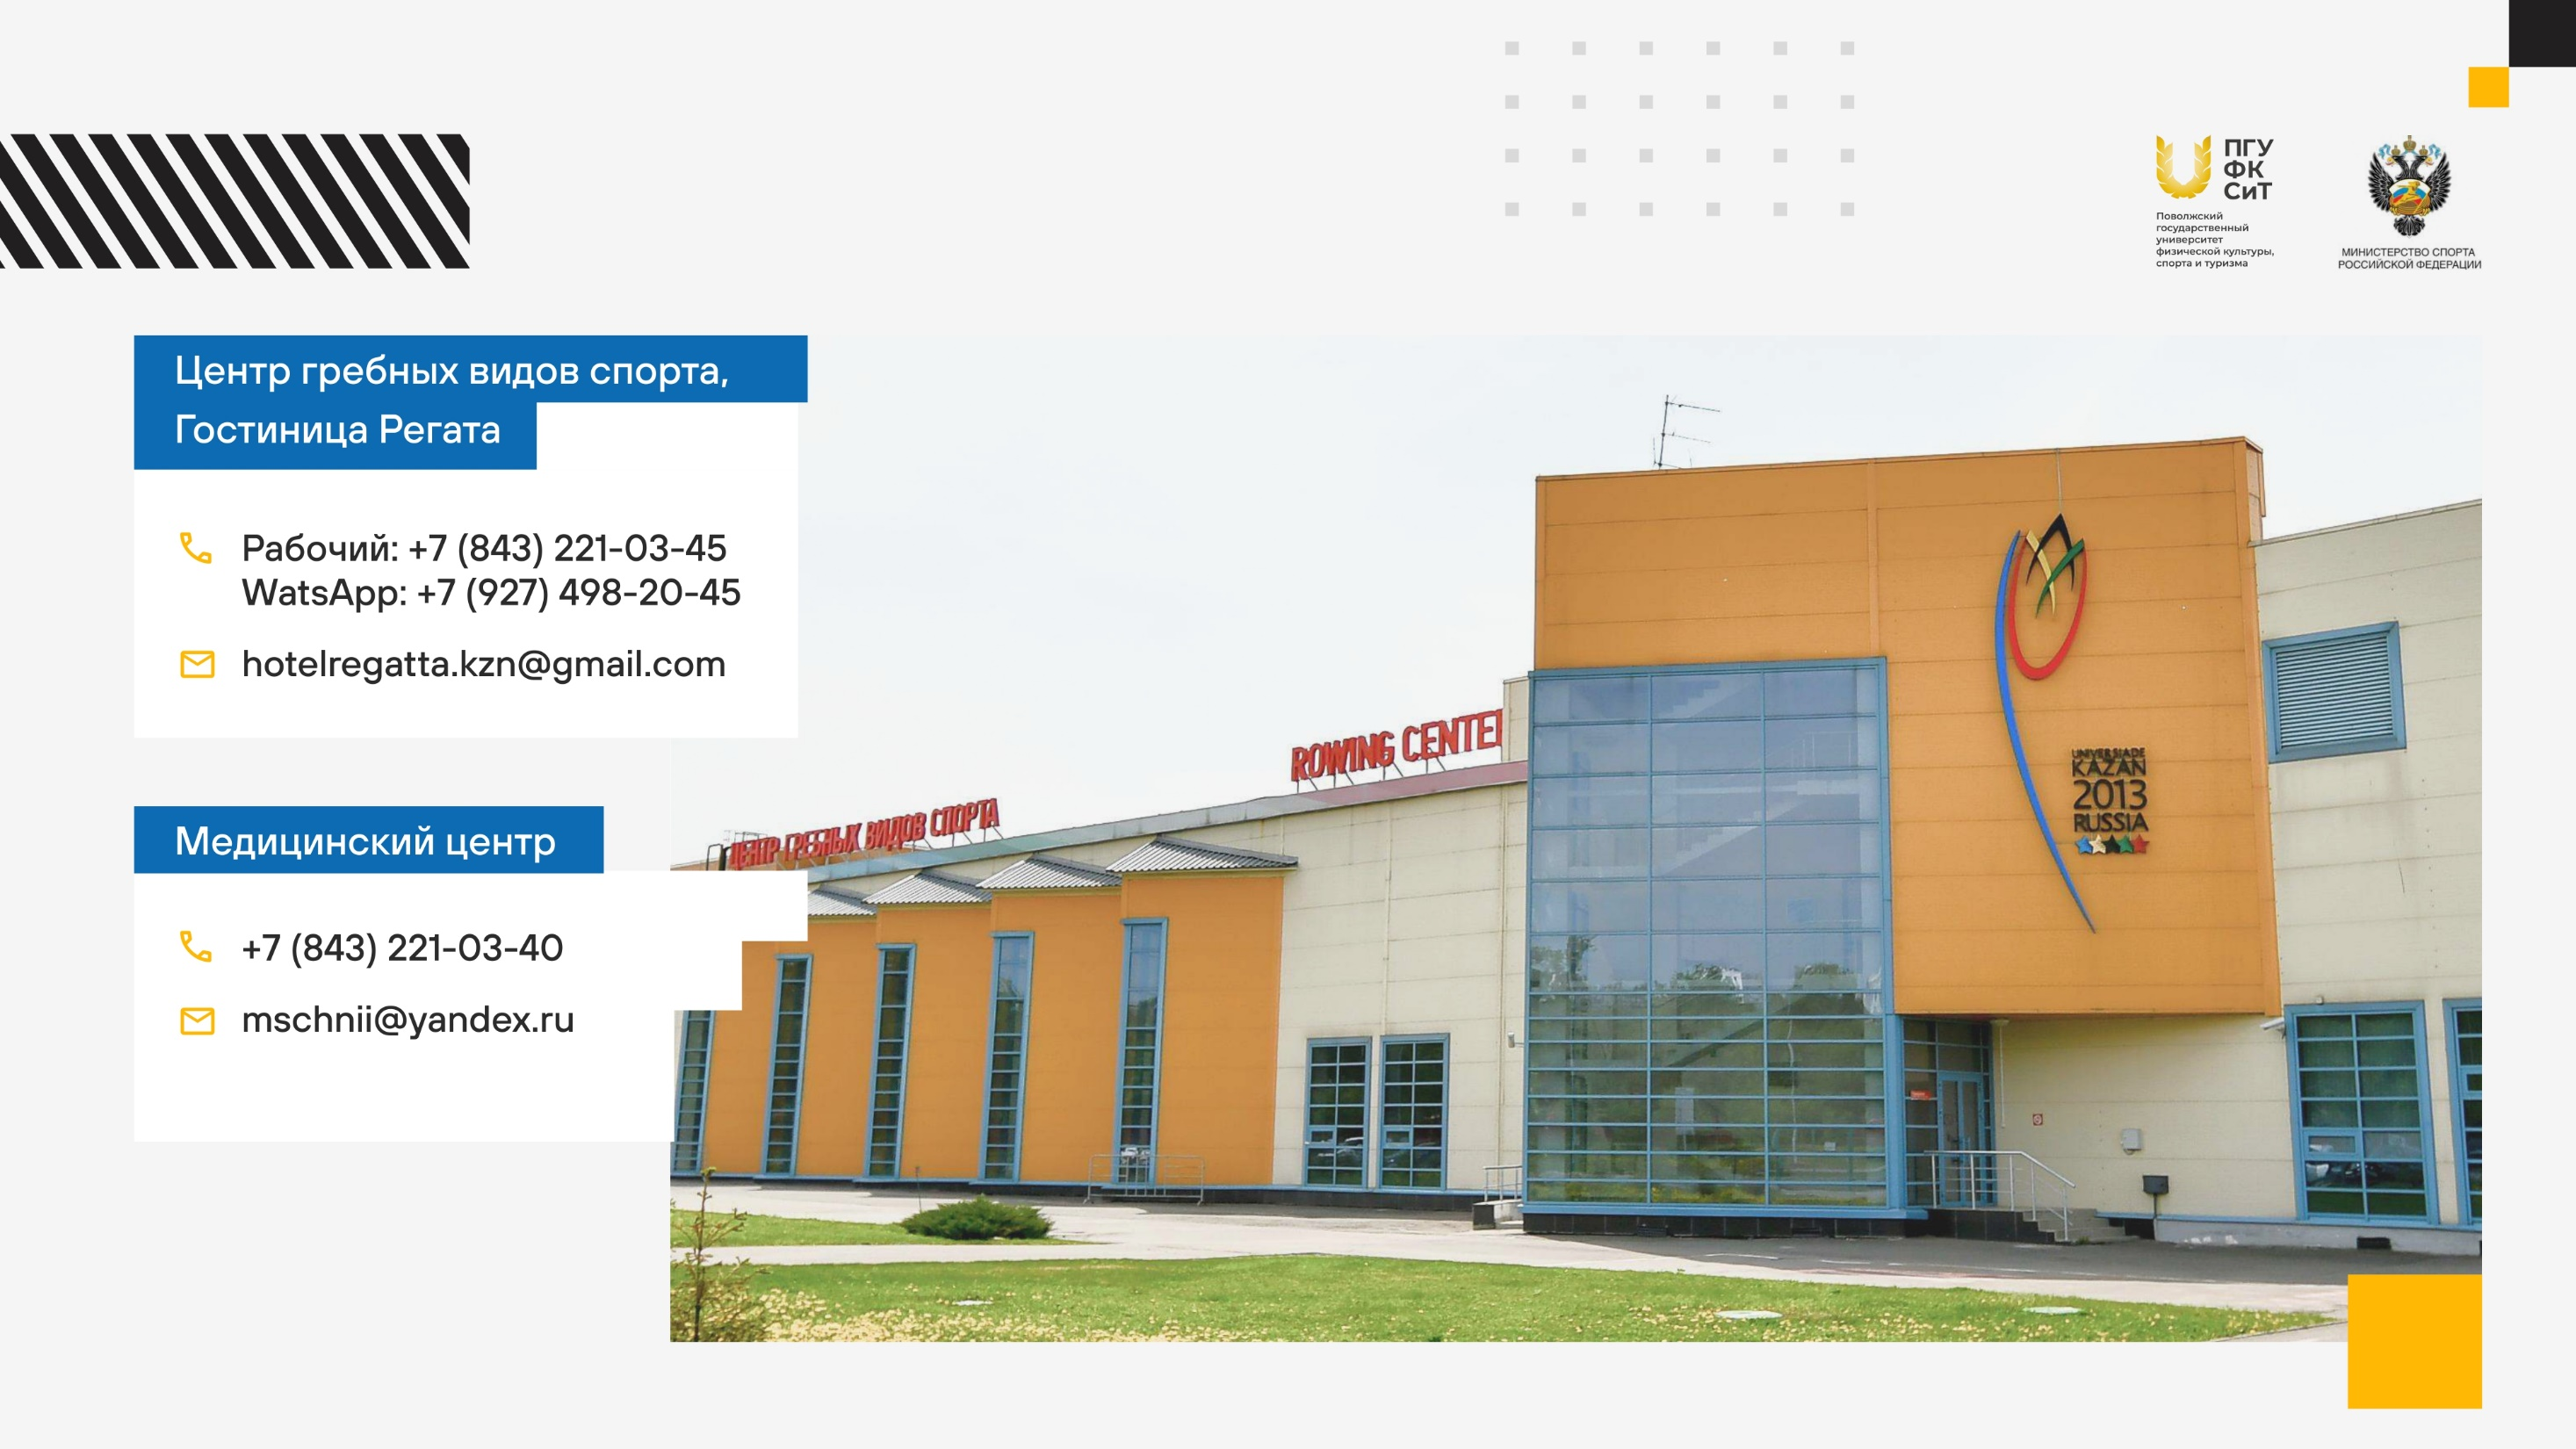 ПГУ
ФК
СиТ
Поволжский
государственный
университет
физической культуры,
спорта и туризма
МИНИСТЕРСТВО СПОРТА
РОССИЙСКОЙ ФЕДЕРАЦИИ
Центр гребных видов спорта,
Гостиница Регата
Рабочий: +7 (843) 221-03-45
WatsApp: +7 (927) 498-20-45
hotelregatta.kzn@gmail.com
Медицинский центр
+7 (843) 221-03-40
mschnii@yandex.ru
ЦЕНТР ГРЕБНЫХ ВИДОВ СПОРТА
ROWING CENTER
UNIVERSIADE
KAZAN
2013
RUSSIA